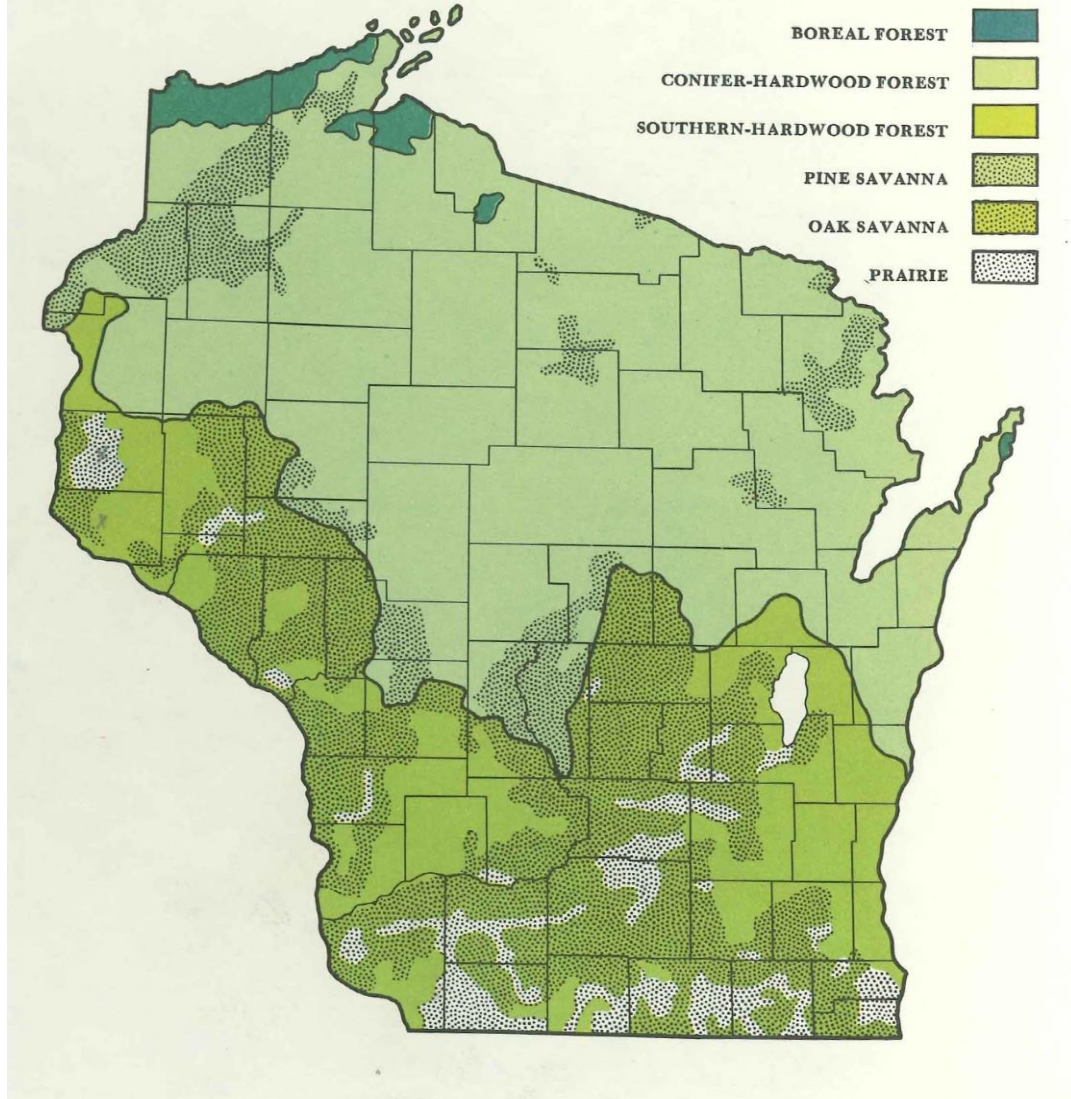 BOREAL FOREST
CONIFER-HARDWOOD FOREST
SOUTHERN-HARDWOOD FOREST
PINE SAVANNA
OAK SAVANNA
PRAIRIE